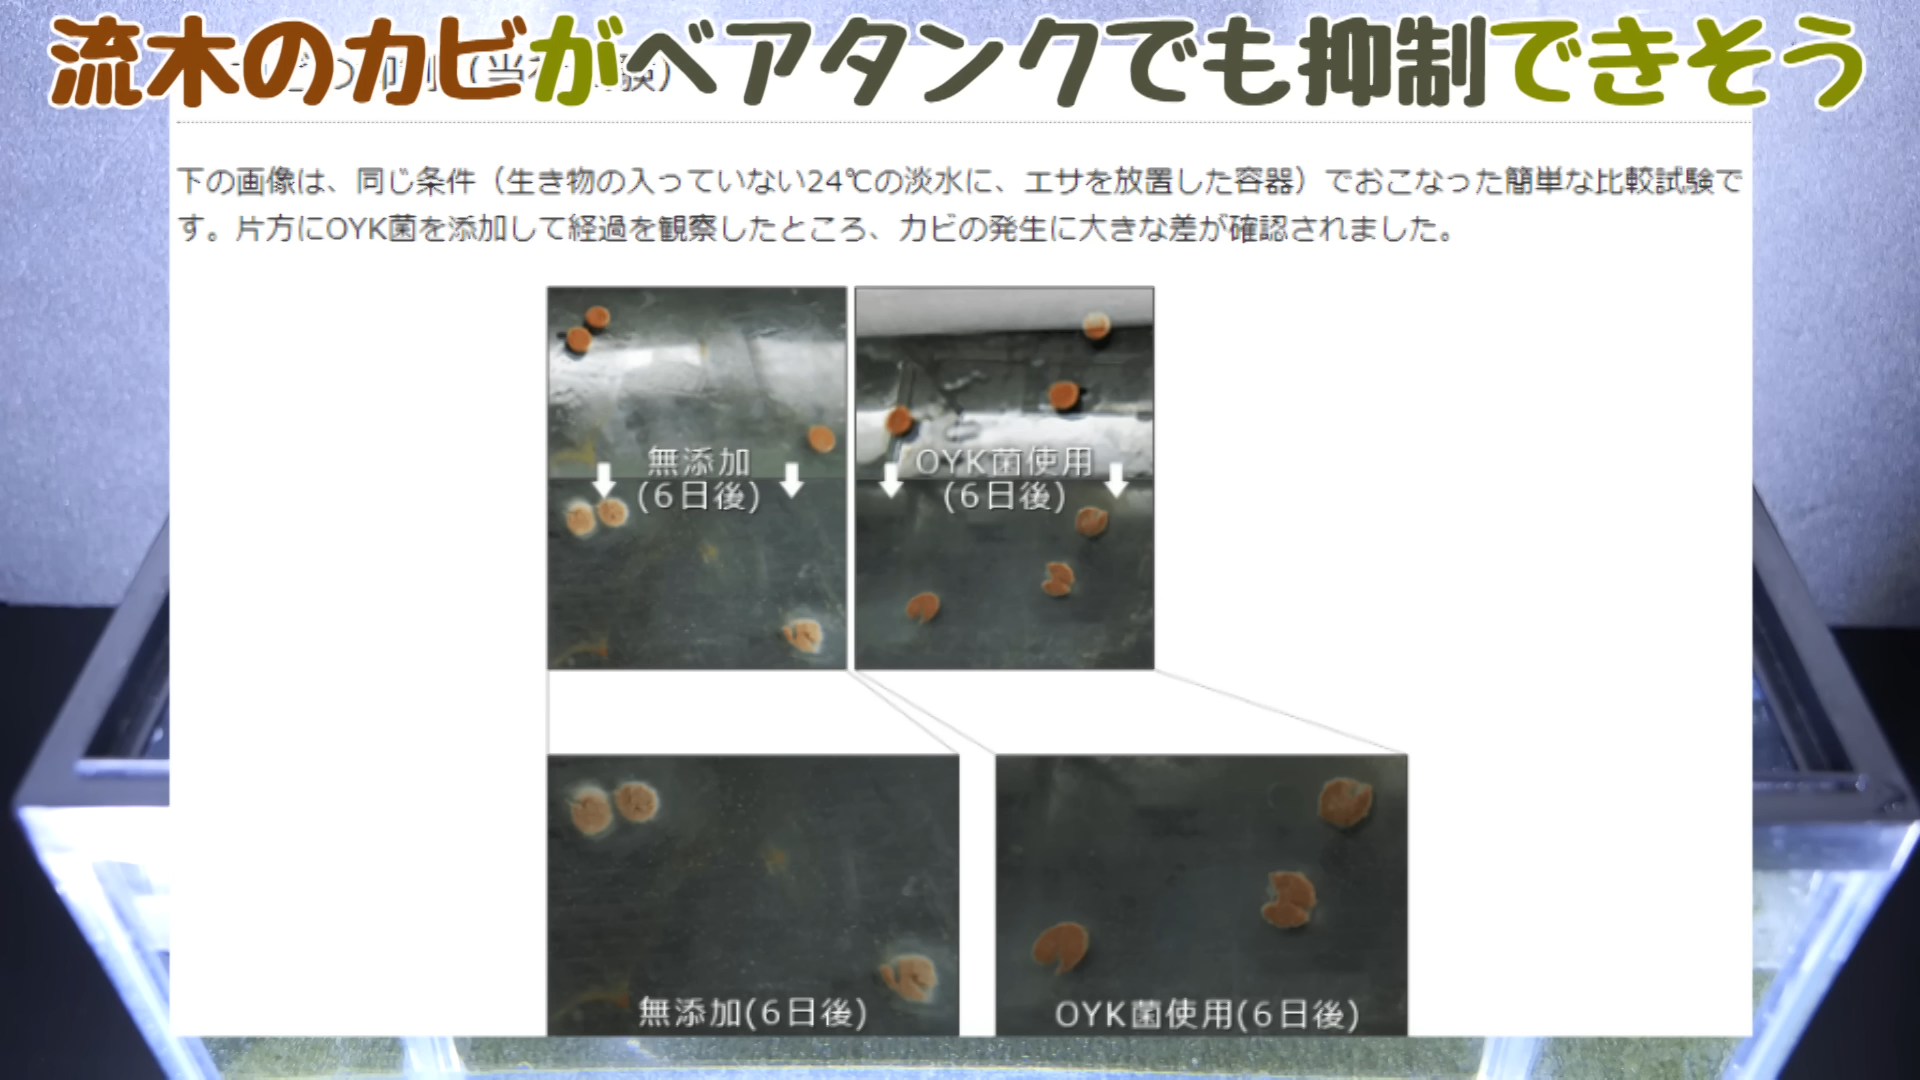 流木のカビがベアタンクでも抑制できそう
下の画像は、同じ条件（生き物の入っていない24℃の淡水に、エサを放置した容器）でおこなった簡単な比較試験で
す。片方にOYK菌を添加して経過を観察したところ、カビの発生に大きな差が確認されました。
無添加
(6日後)
OYK菌使用
(6日後)
無添加(6日後)
OYK菌使用(6日後)